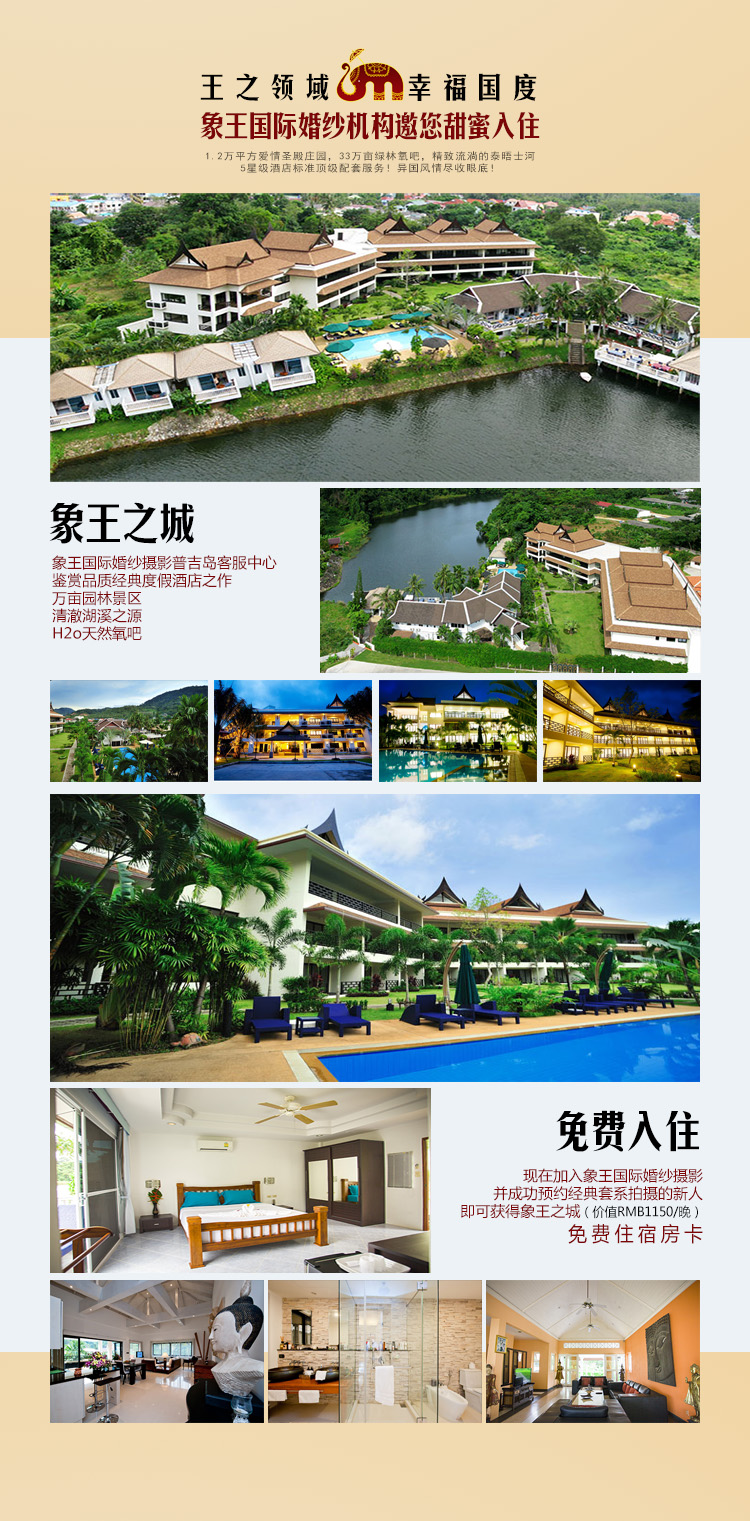 王之领域 幸福国度
象王国际婚纱机构邀您甜蜜入住
1.2万平方爱情圣殿庄园，33万亩绿林氧吧，精致流淌的泰晤士河
5星级酒店标准顶级配套服务！异国风情尽收眼底！
象王之城
象王国际婚纱摄影普吉岛客服中心
鉴赏品质经典度假酒店之作
万亩园林景区
清澈湖溪之源
H2o天然氧吧
免费入住
现在加入象王国际婚纱摄影
并成功预约经典套系拍摄的新人
即可获得象王之城（价值RMB1150/晚）
免费住宿房卡